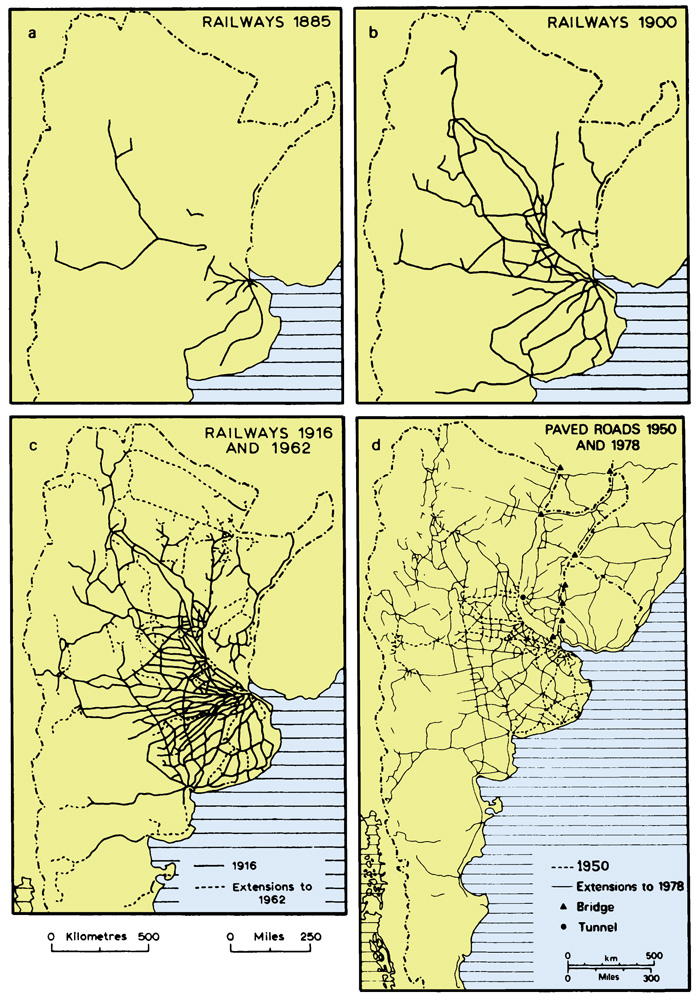 a
RAILWAYS 1885
b
RAILWAYS 1900
c
RAILWAYS 1916
AND 1962
1916
Extensions to
1962
0 Kilometres 500
0 Miles 250
d
PAVED ROADS 1950
AND 1978
1950
Extensions to 1978
Bridge
Tunnel
0 km 500
0 Miles 300